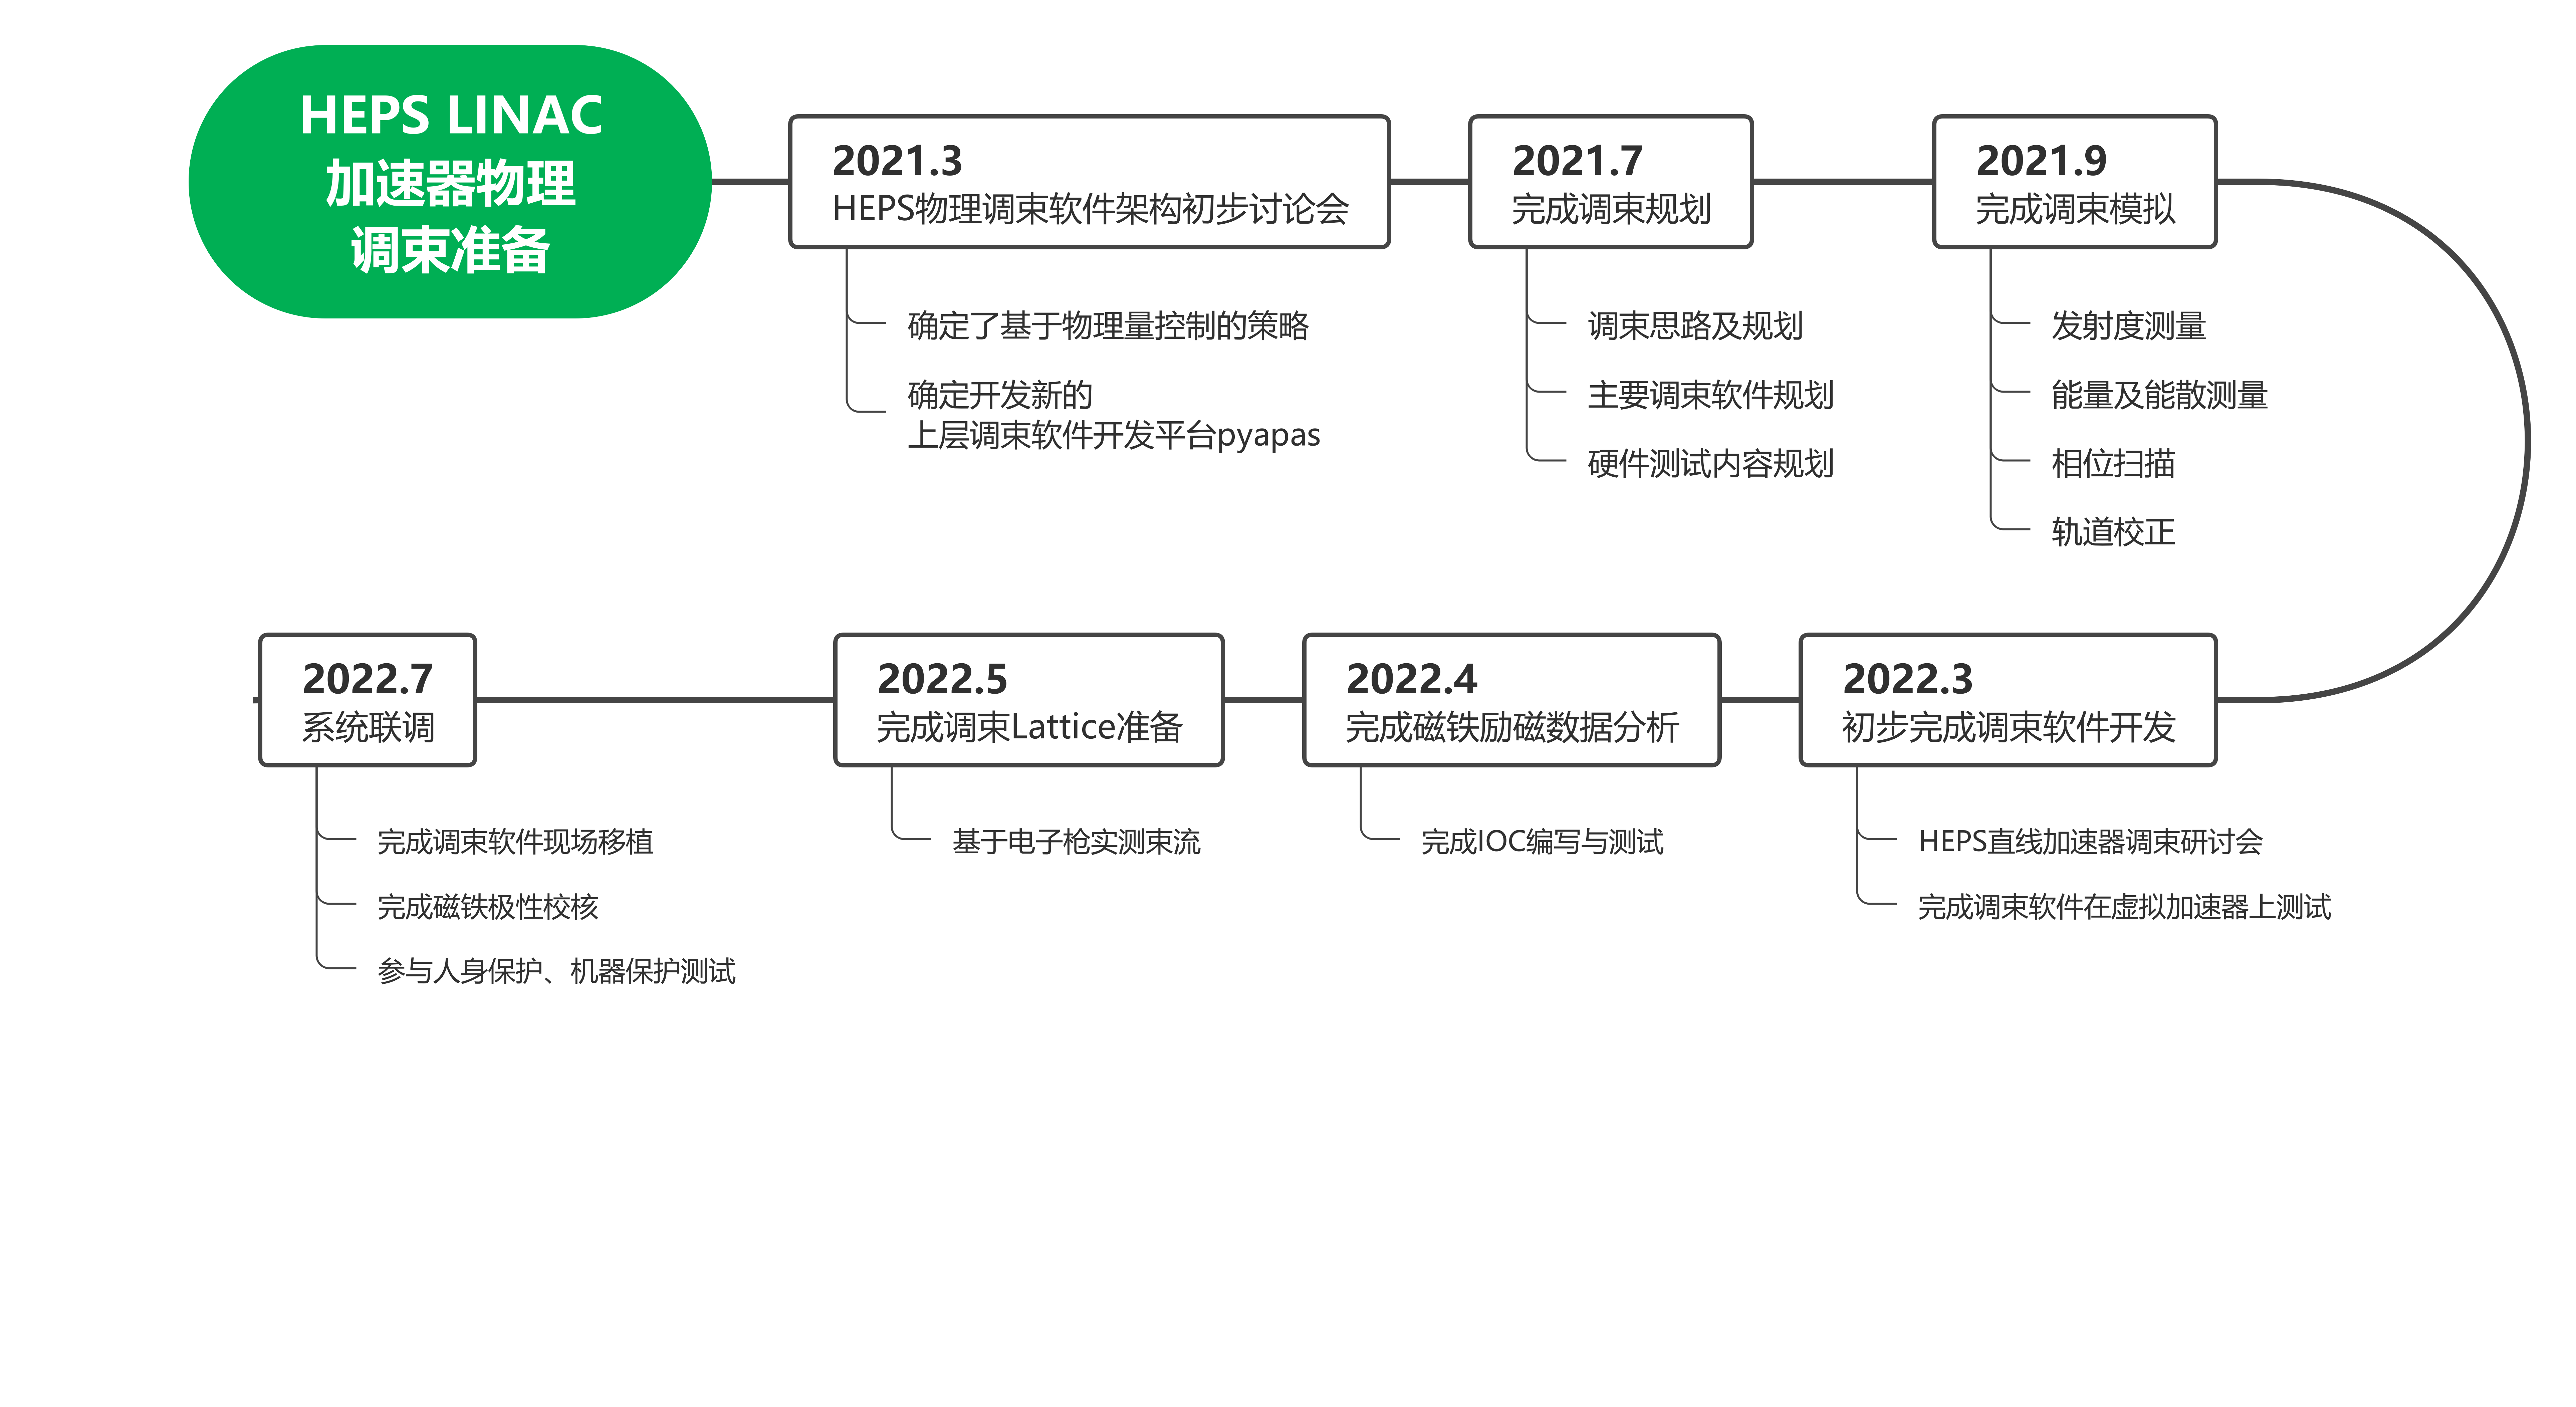 HEPS LINAC
加速器物理
调束准备
2021.3
HEPS物理调束软件架构初步讨论会
确定了基于物理量控制的策略
确定开发新的
上层调束软件开发平台pyapas
2021.7
完成调束规划
调束思路及规划
主要调束软件规划
硬件测试内容规划
2021.9
完成调束模拟
发射度测量
能量及能散测量
相位扫描
轨道校正
2022.3
初步完成调束软件开发
HEPS直线加速器调束研讨会
完成调束软件在虚拟加速器上测试
2022.4
完成磁铁励磁数据分析
完成IOC编写与测试
2022.5
完成调束Lattice准备
基于电子枪实测束流
2022.7
系统联调
完成调束软件现场移植
完成磁铁极性校核
参与人身保护、机器保护测试